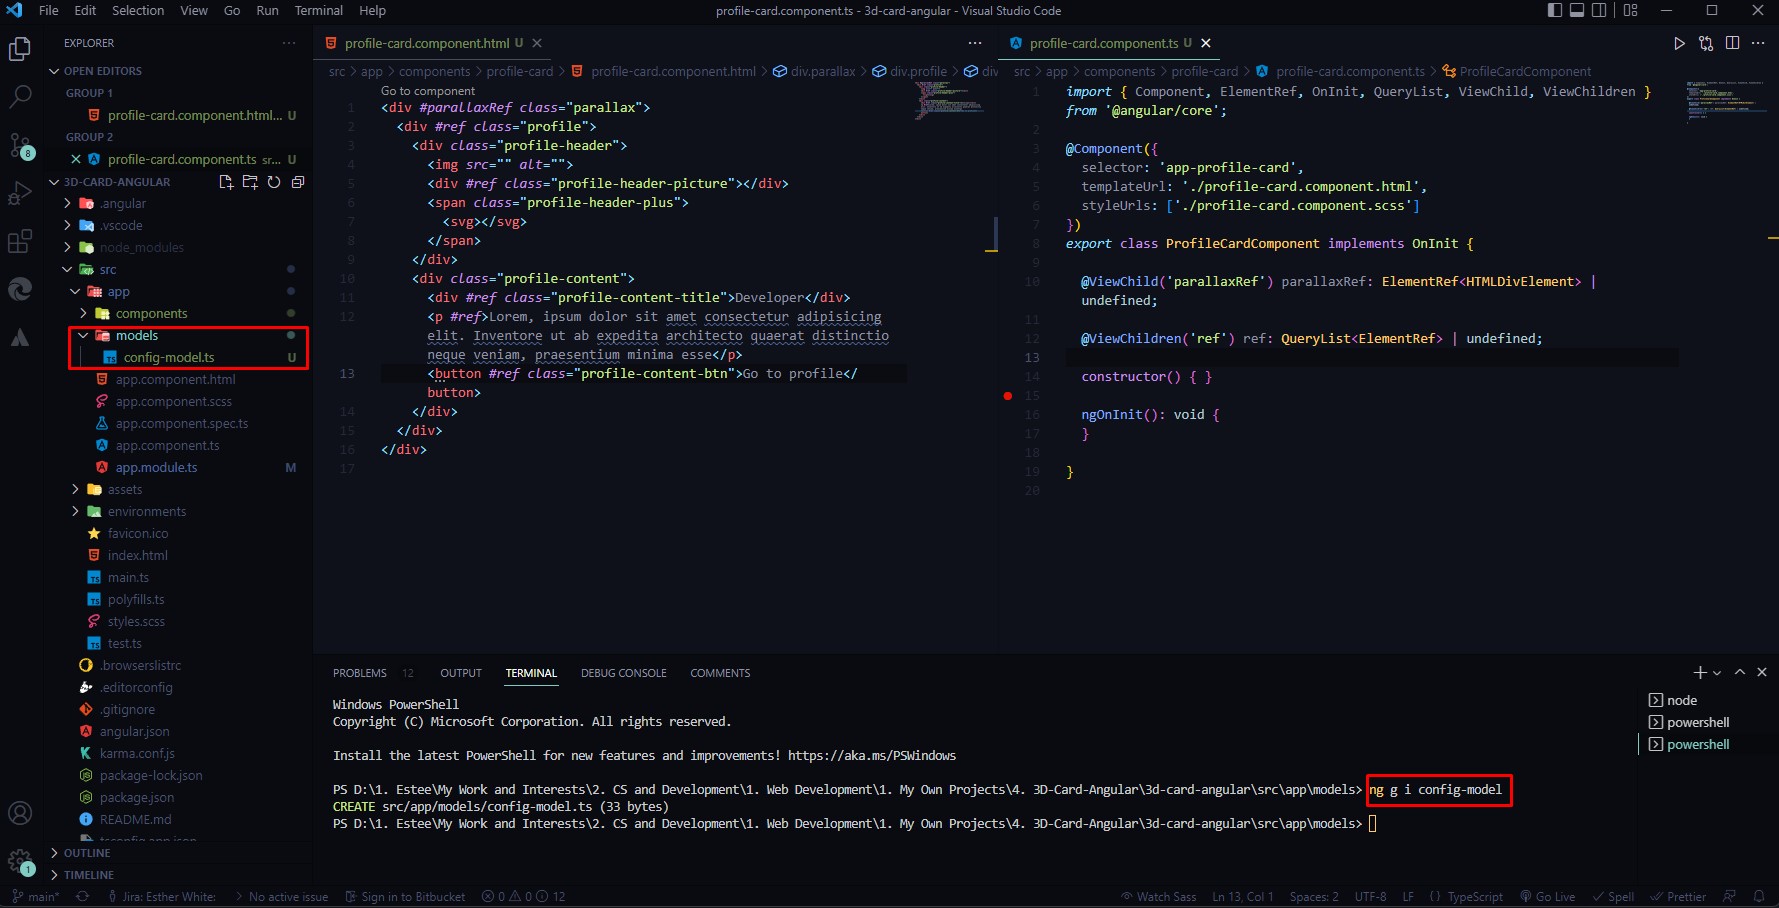 File Edit Selection View Go Run Terminal Help
profile-card.component.ts - 3d-card-angular - Visual Studio Code
EXPLORER
OPEN EDITORS
GROUP 1
profile-card.component.html... U
GROUP 2
profile-card.component.ts sr... U
3D-CARD-ANGULAR
.angular
.vscode
node_modules
src
app
components
models
config-model.ts U
app.component.html
app.component.scss
app.component.spec.ts
app.component.ts
app.module.ts M
assets
environments
favicon.ico
index.html
main.ts
polyfills.ts
styles.scss
test.ts
.browserslistrc
.editorconfig
.gitignore
angular.json
karma.conf.js
package-lock.json
package.json
README.md
tsconfig.app.json
OUTLINE
TIMELINE
8
1
profile-card.component.html U
src > app > components > profile-card > profile-card.component.html > div.parallax > div.profile > div
Go to component
1 <div #parallaxRef class="parallax">
2 <div #ref class="profile">
3 <div class="profile-header">
4 <img src="" alt="">
5 <div #ref class="profile-header-picture"></div>
6 <span class="profile-header-plus">
7 <svg></svg>
8 </span>
9 </div>
10 <div class="profile-content">
11 <div #ref class="profile-content-title">Developer</div>
12 <p #ref>Lorem, ipsum dolor sit amet consectetur adipisicing
elit. Inventore ut ab expedita architecto quaerat distinctio
neque veniam, praesentium minima esse</p>
13 <button #ref class="profile-content-btn">Go to profile</
button>
14 </div>
15 </div>
16 </div>
17
profile-card.component.ts U
src > app > components > profile-card > profile-card.component.ts > ProfileCardComponent
1 import { Component, ElementRef, OnInit, QueryList, ViewChild, ViewChildren }
from '@angular/core';
2
3 @Component({
4 selector: 'app-profile-card',
5 templateUrl: './profile-card.component.html',
6 styleUrls: ['./profile-card.component.scss']
7 })
8 export class ProfileCardComponent implements OnInit {
9
10 @ViewChild('parallaxRef') parallaxRef: ElementRef<HTMLDivElement> |
undefined;
11
12 @ViewChildren('ref') ref: QueryList<ElementRef> | undefined;
13
14 constructor() { }
15
16 ngOnInit(): void {
17 }
18
19 }
20
PROBLEMS 12 OUTPUT TERMINAL DEBUG CONSOLE COMMENTS
Windows PowerShell
Copyright (C) Microsoft Corporation. All rights reserved.
Install the latest PowerShell for new features and improvements! https://aka.ms/PSWindows
PS D:\1. Estee\My Work and Interests\2. CS and Development\1. Web Development\1. My Own Projects\4. 3D-Card-Angular\3d-card-angular\src\app\models> ng g i config-model
CREATE src/app/models/config-model.ts (33 bytes)
PS D:\1. Estee\My Work and Interests\2. CS and Development\1. Web Development\1. My Own Projects\4. 3D-Card-Angular\3d-card-angular\src\app\models>
node
powershell
powershell
main* Jira: Esther White: > No active issue Sign in to Bitbucket 0 0 12 Watch Sass Ln 13, Col 1 Spaces: 2 UTF-8 LF { } TypeScript Go Live Spell Prettier